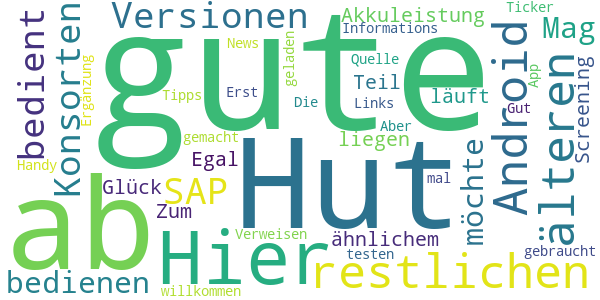 Versionen
Akkuleistung
Ticker
Mag
bedient
Konsorten
Ergänzung
gute
News
geladen
Informations
Quelle
Teil
läuft
Android
App
älteren
Screening
Tipps
Erst
Die
Links
Gut
Aber
gemacht
liegen
Handy
Egal
Hut
mal
möchte
ab
Glück
SAP
Zum
Hier
Verweisen
ähnlichem
testen
gebraucht
bedienen
restlichen
willkommen